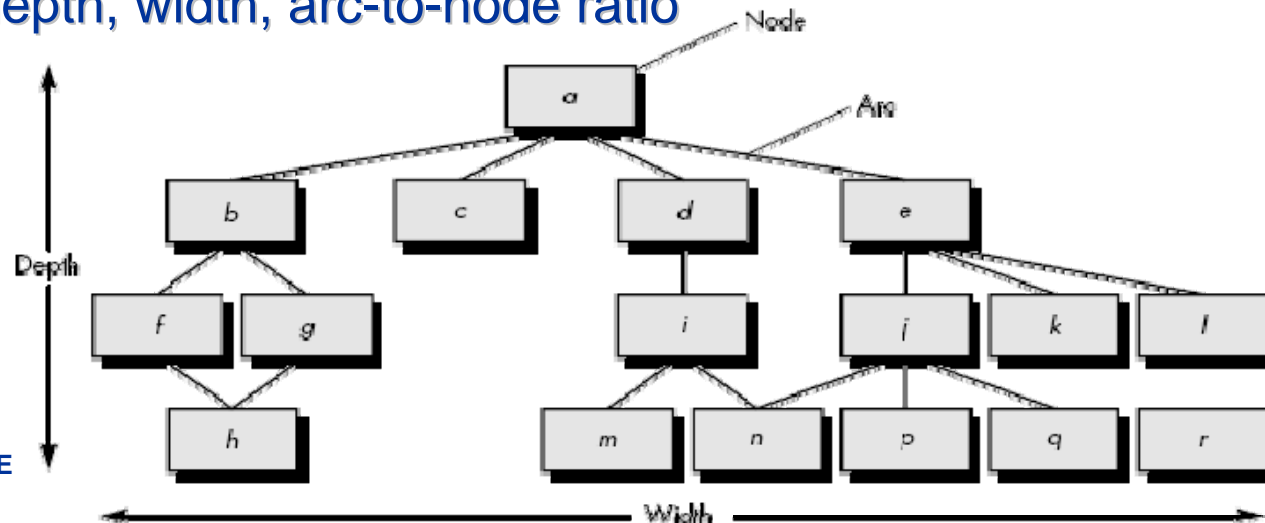 epth, width, arc-to-node ratio
Node
a
Arc
b c d e
Depth
f g i j k l
h m n p q r
E
Width